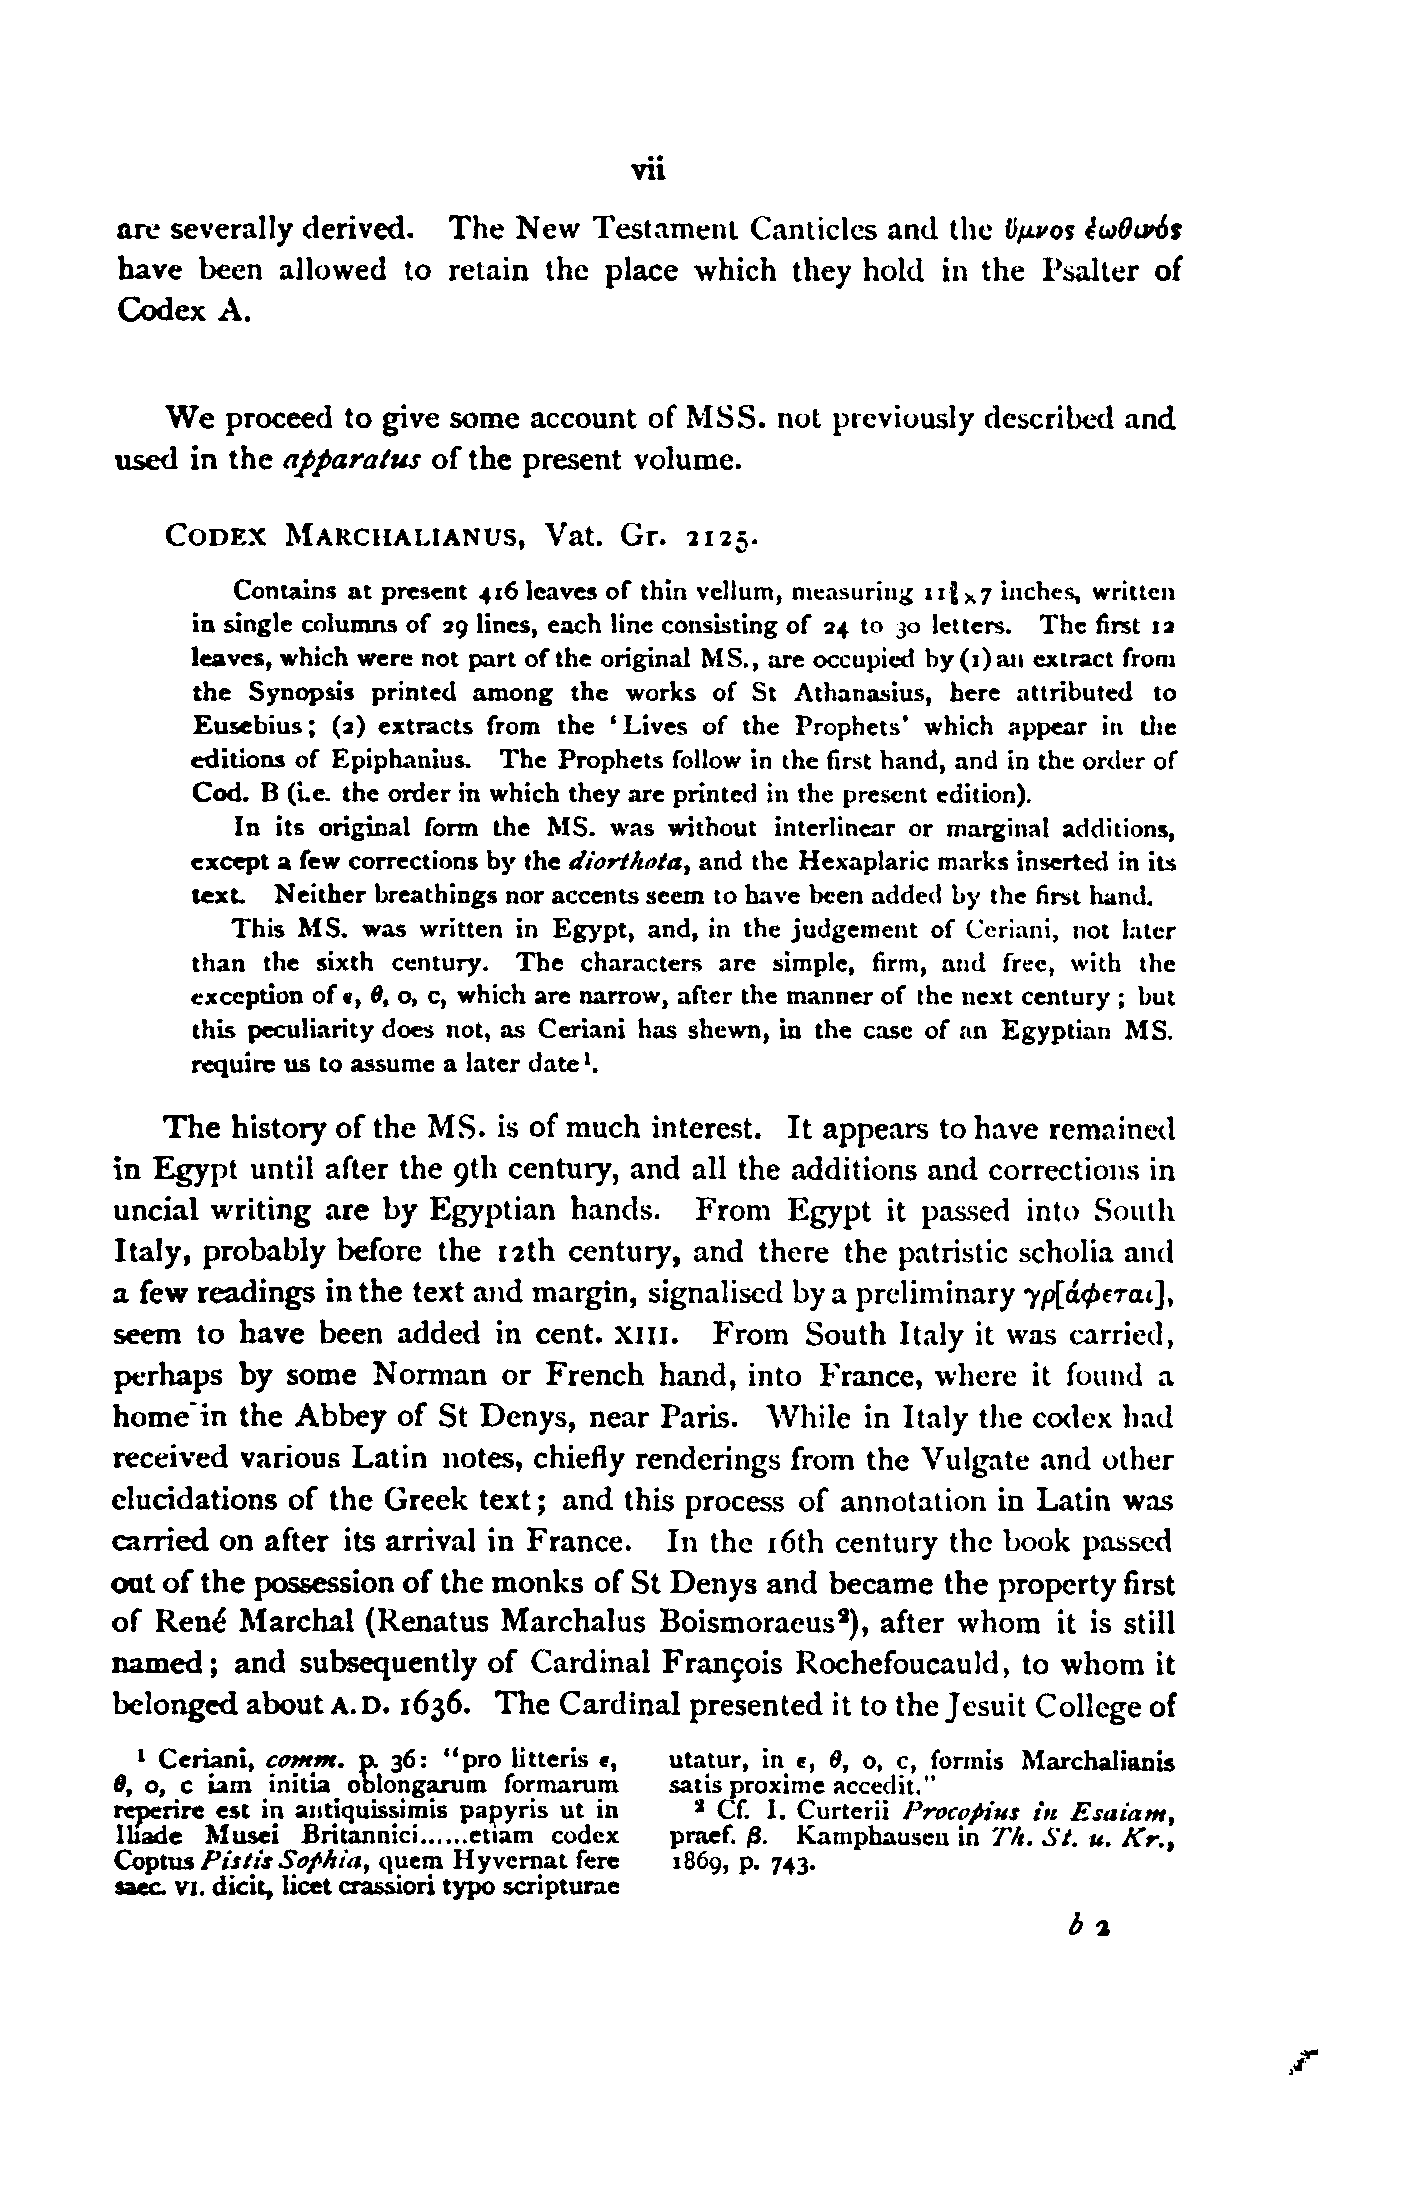 vii
are severally derived. The New Testament Canticles and the ὕμνος ἑωθινός
have been allowed to retain the place which they hold in the Psalter of
Codex A.
We proceed to give some account of MSS. not previously described and
used in the apparatus of the present volume.
CODEX MARCHALIANUS, Vat. Gr. 2125.
Contains at present 416 leaves of thin vellum, measuring × 7 inches, written
in single columns of 29 lines, each line consisting of 24 to 30 letters. The first 12
leaves, which were not part of the original MS., are occupied by (1) an extract from
the Synopsis printed among the works of St Athanasius, here attributed to
Eusebius; (2) extracts from the ‘Lives of the Prophets’ which appear in the
editions of Epiphanius. The Prophets follow in the first hand, and in the order of
Cod. B (i.e. the order in which they are printed in the present edition).
In its original form the MS. was without interlinear or marginal additions,
except a few corrections by the diorthota, and the Hexaplaric marks inserted in its
text. Neither breathings nor accents seem to have been added by the first hand.
This MS. was written in Egypt, and, in the judgement of Ceriani, not later
than the sixth century. The characters are simple, firm, and free, with the
exception of ε, θ, ο, c, which are narrow, after the manner of the next century; but
this peculiarity does not, as Ceriani has shewn, in the case of an Egyptian MS.
require us to assume a later date¹.
The history of the MS. is of much interest. It appears to have remained
in Egypt until after the 9th century, and all the additions and corrections in
uncial writing are by Egyptian hands. From Egypt it passed into South
Italy, probably before the 12th century, and there the patristic scholia and
a few readings in the text and margin, signalised by a preliminary γρ[άφεται],
seem to have been added in cent. XIII. From South Italy it was carried,
perhaps by some Norman or French hand, into France, where it found a
home in the Abbey of St Denys, near Paris. While in Italy the codex had
received various Latin notes, chiefly renderings from the Vulgate and other
elucidations of the Greek text; and this process of annotation in Latin was
carried on after its arrival in France. In the 16th century the book passed
out of the possession of the monks of St Denys and became the property first
of René Marchal (Renatus Marchalus Boismoraeus²), after whom it is still
named; and subsequently of Cardinal François Rochefoucauld, to whom it
belonged about A.D. 1636. The Cardinal presented it to the Jesuit College of
¹ Ceriani, comm. p. 36: “pro litteris ε,
θ, ο, c iam initia oblongarum formarum
reperire est in antiquissimis papyris ut in
Iliade Musei Britannici......etiam codex
Coptus Pistis Sophia, quem Hyvernat fere
saec. VI. dicit, licet crassiori typo scripturae
utatur, in ε, θ, ο, c, formis Marchalianis
satis proxime accedit.”
² Cf. I. Curterii Procopius in Esaiam,
praef. β. Kamphausen in Th. St. u. Kr.,
1869, p. 743.
b 2